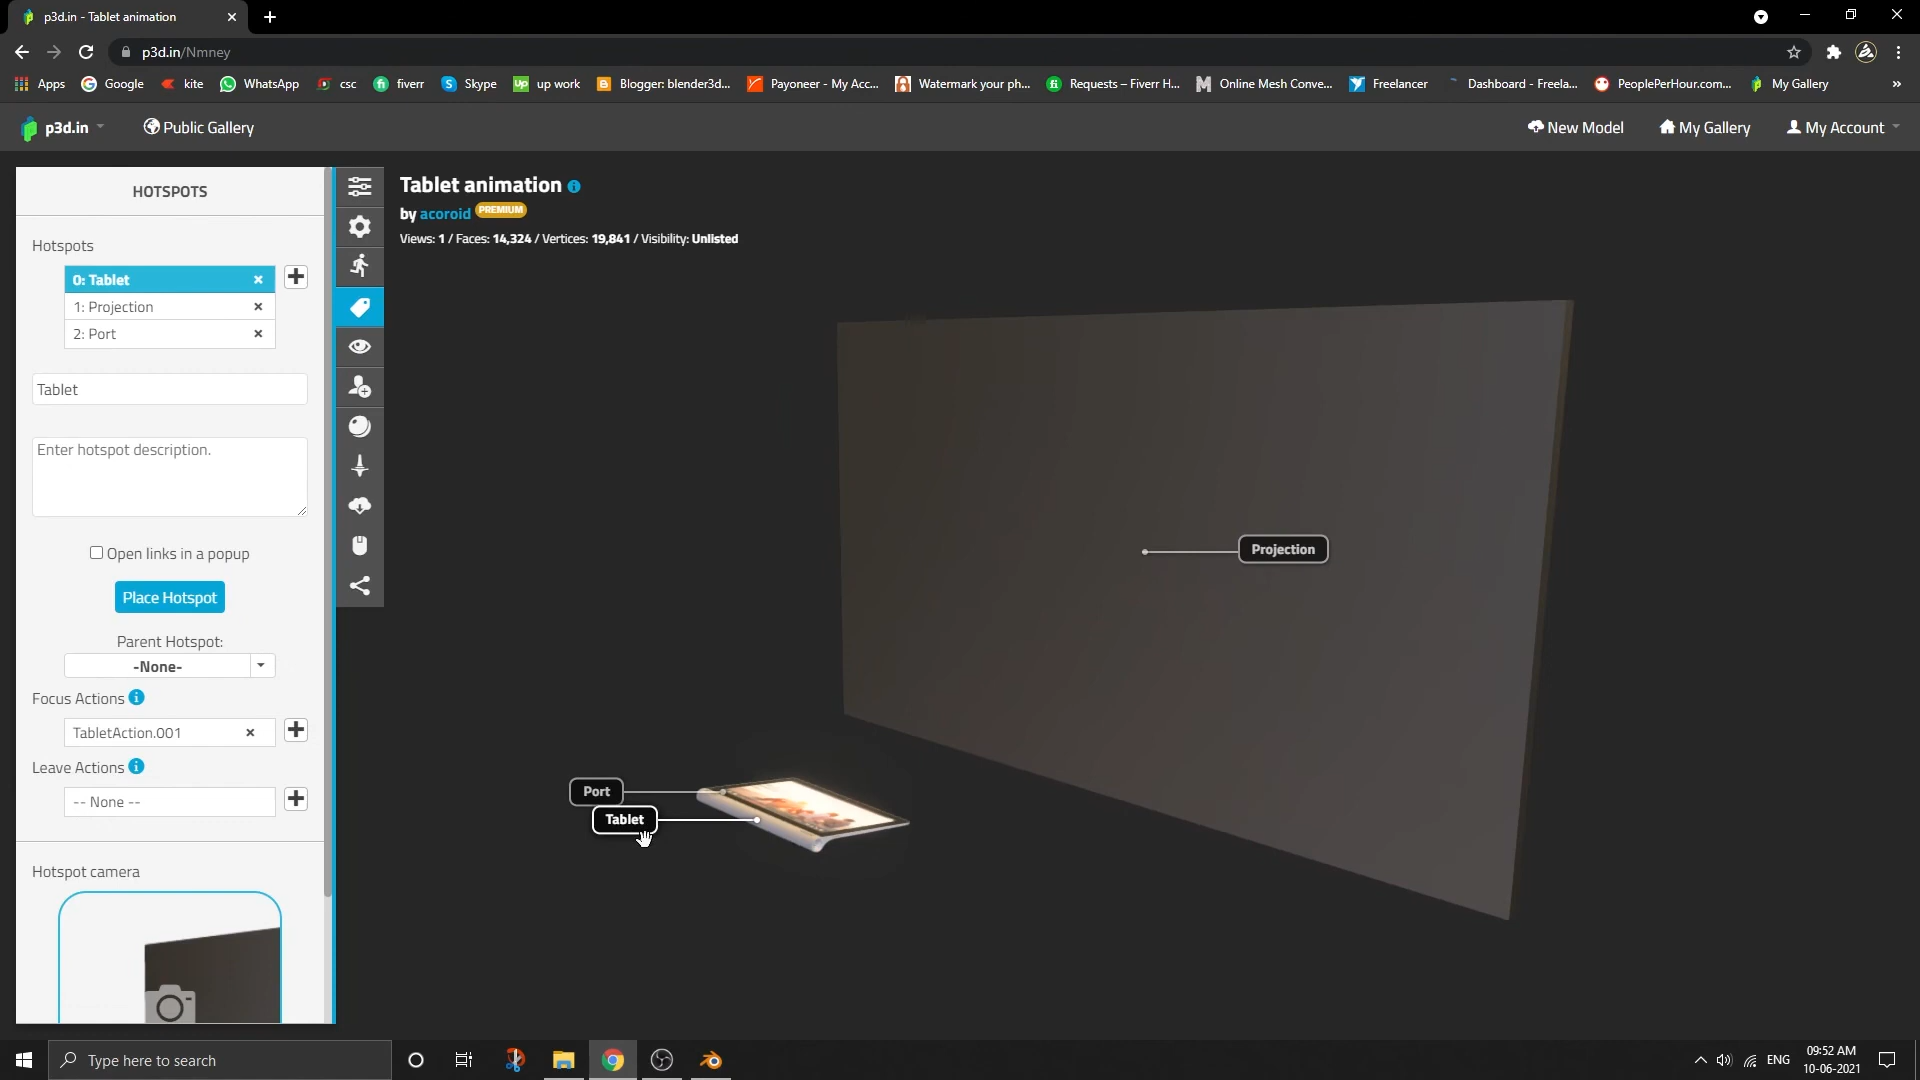 p3d.in - Tablet animation
p3d.in/Nmney
Apps
Google
kite
WhatsApp
csc
fiverr
Skype
up work
Blogger: blender3d...
Payoneer - My Acc...
Watermark your ph...
Requests – Fiverr H...
Online Mesh Conve...
Freelancer
Dashboard - Freela...
PeoplePerHour.com...
My Gallery
»
p3d.in
Public Gallery
New Model
My Gallery
My Account
HOTSPOTS
Hotspots
0: Tablet
1: Projection
2: Port
Tablet
Enter hotspot description.
Open links in a popup
Place Hotspot
Parent Hotspot:
-None-
Focus Actions
TabletAction.001
Leave Actions
-- None --
Hotspot camera
Tablet animation
by acoroid PREMIUM
Views: 1 / Faces: 14,324 / Vertices: 19,841 / Visibility: Unlisted
Projection
Port
Tablet
Type here to search
ENG
09:52 AM
10-06-2021